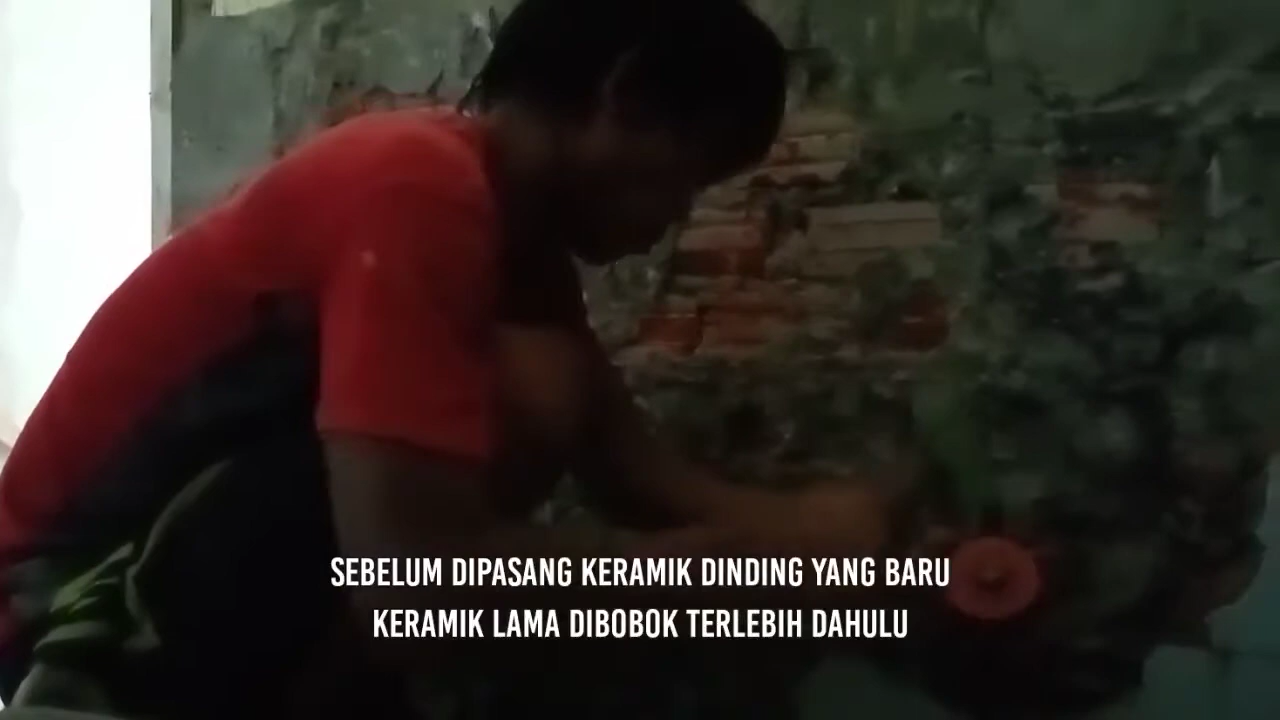 SEBELUM DIPASANG KERAMIK DINDING YANG BARU
KERAMIK LAMA DIBOBOK TERLEBIH DAHULU